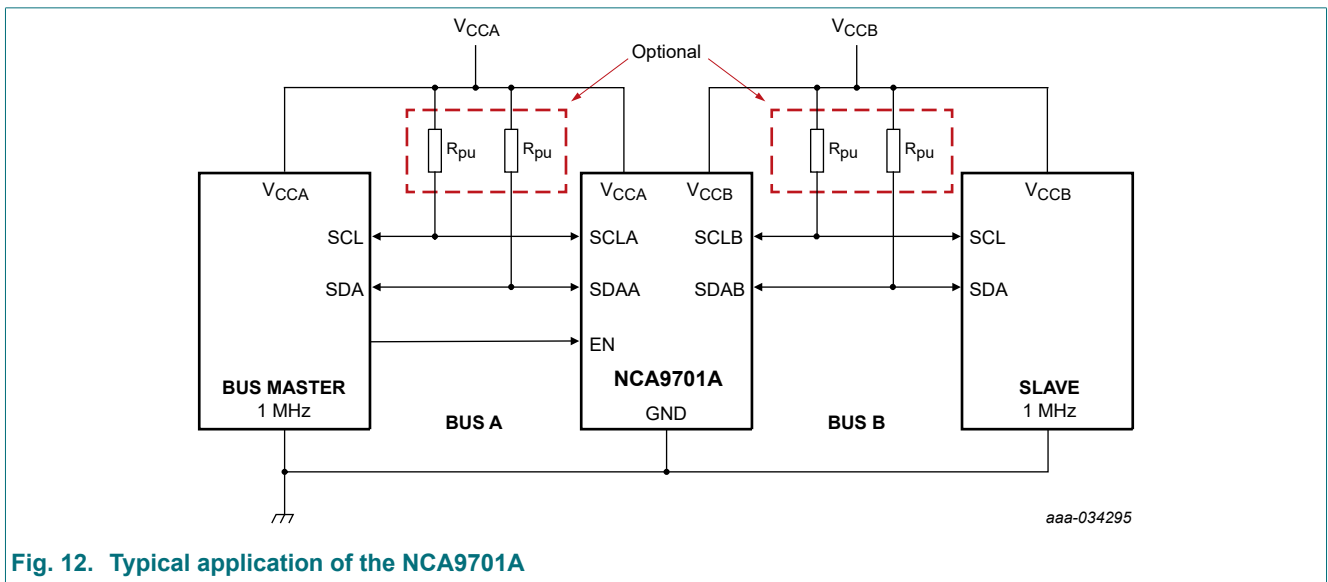 VCCA
VCCB
Optional
Rpu
Rpu
Rpu
Rpu
VCCA
VCCA
VCCB
VCCB
SCL
SCLA
SCLB
SCL
SDA
SDAA
SDAB
SDA
EN
NCA9701A
BUS MASTER
1 MHz
SLAVE
1 MHz
GND
BUS A
BUS B
aaa-034295
Fig. 12. Typical application of the NCA9701A